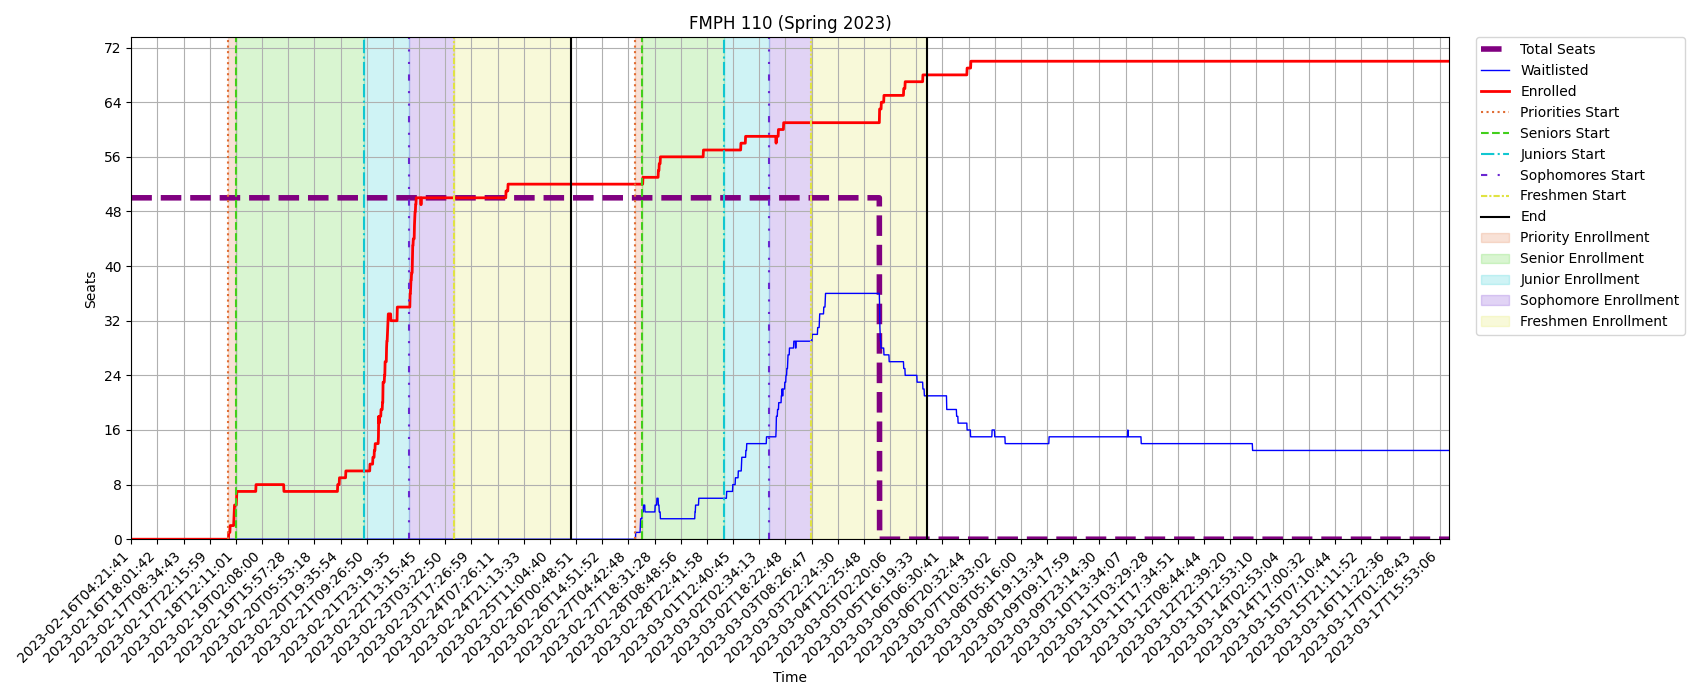 FMPH 110 (Spring 2023)
72
64
56
48
40
32
24
16
8
0
Seats
2023-02-16T04:21:41
2023-02-16T18:01:42
2023-02-17T08:34:43
2023-02-17T22:15:59
2023-02-18T12:11:01
2023-02-19T02:08:00
2023-02-19T15:57:28
2023-02-20T05:53:18
2023-02-20T19:35:54
2023-02-21T09:26:50
2023-02-21T23:19:35
2023-02-22T13:15:45
2023-02-23T03:22:50
2023-02-23T17:26:59
2023-02-24T07:26:11
2023-02-24T21:13:33
2023-02-25T11:04:40
2023-02-26T00:48:51
2023-02-26T14:51:52
2023-02-27T04:42:48
2023-02-27T18:31:28
2023-02-28T08:48:56
2023-02-28T22:41:58
2023-03-01T12:40:45
2023-03-02T02:34:13
2023-03-02T18:22:48
2023-03-03T08:26:47
2023-03-03T22:24:30
2023-03-04T12:25:48
2023-03-05T02:20:06
2023-03-05T16:19:33
2023-03-06T06:30:41
2023-03-06T20:32:44
2023-03-07T10:33:02
2023-03-08T05:16:00
2023-03-08T19:13:34
2023-03-09T09:17:59
2023-03-09T23:14:30
2023-03-10T13:34:07
2023-03-11T03:29:28
2023-03-11T17:34:51
2023-03-12T08:44:44
2023-03-12T22:39:20
2023-03-13T12:53:10
2023-03-14T02:53:04
2023-03-14T17:00:32
2023-03-15T07:10:44
2023-03-15T21:11:52
2023-03-16T11:22:36
2023-03-17T01:28:43
2023-03-17T15:53:06
Time
Total Seats
Waitlisted
Enrolled
Priorities Start
Seniors Start
Juniors Start
Sophomores Start
Freshmen Start
End
Priority Enrollment
Senior Enrollment
Junior Enrollment
Sophomore Enrollment
Freshmen Enrollment